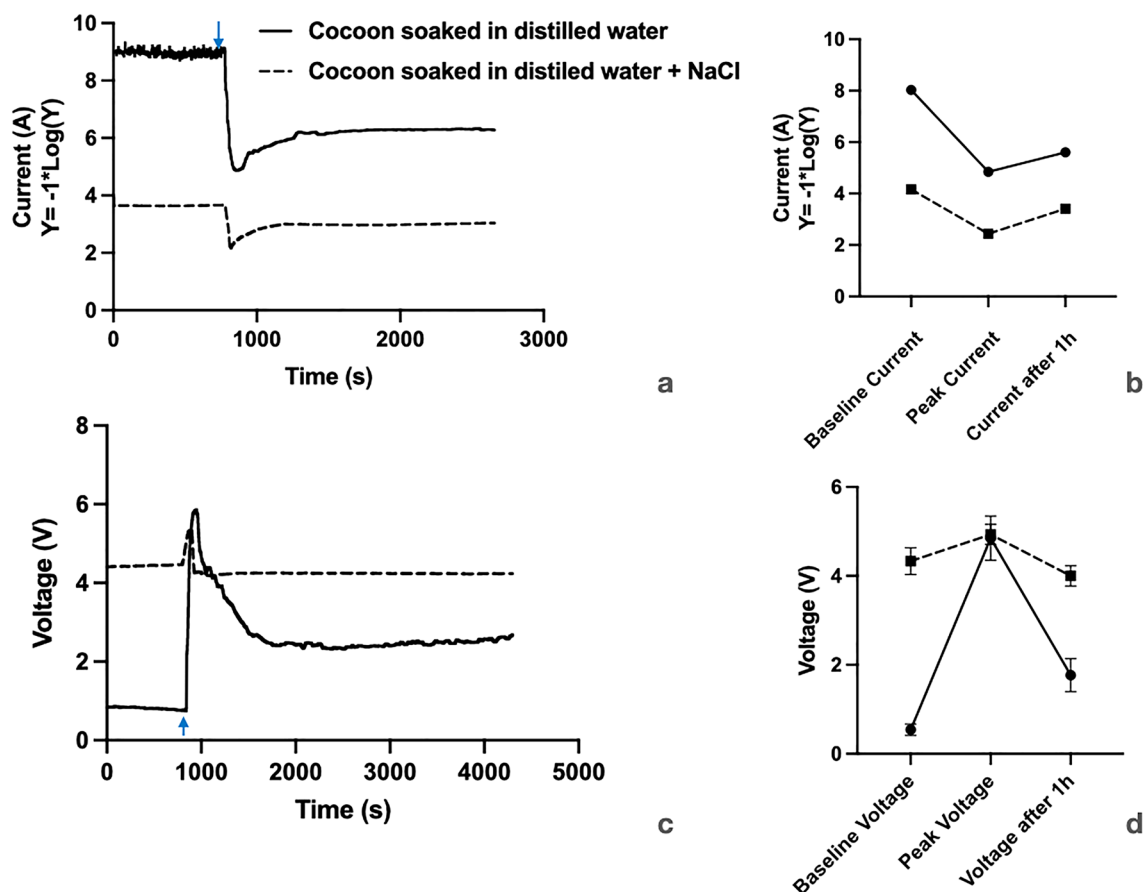 10
8
6
4
2
0
Current (A)
Y= -1*Log(Y)
Cocoon soaked in distilled water
Cocoon soaked in distiled water + NaCl
0
1000
2000
3000
Time (s)
a
10
8
6
4
2
0
Current (A)
Y= -1*Log(Y)
Baseline Current
Peak Current
Current after 1h
b
8
6
4
2
0
Voltage (V)
0
1000
2000
3000
4000
5000
Time (s)
c
6
4
2
0
Voltage (V)
Baseline Voltage
Peak Voltage
Voltage after 1h
d